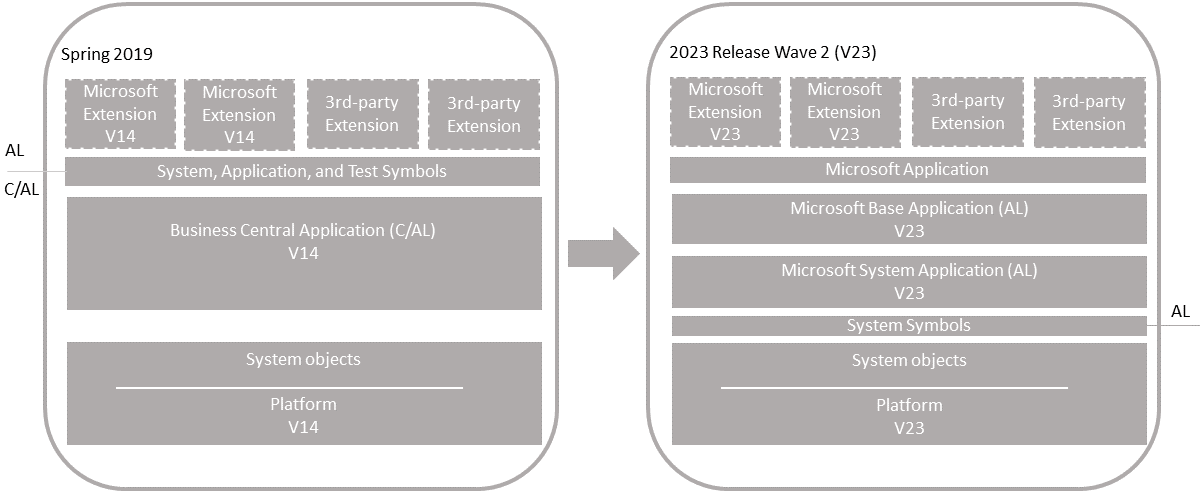 Spring 2019
Microsoft
Extension
V14
Microsoft
Extension
V14
3rd-party
Extension
3rd-party
Extension
AL
C/AL
System, Application, and Test Symbols
Business Central Application (C/AL)
V14
System objects
Platform
V14
2023 Release Wave 2 (V23)
Microsoft
Extension
V23
Microsoft
Extension
V23
3rd-party
Extension
3rd-party
Extension
Microsoft Application
Microsoft Base Application (AL)
V23
Microsoft System Application (AL)
V23
System Symbols
AL
System objects
Platform
V23